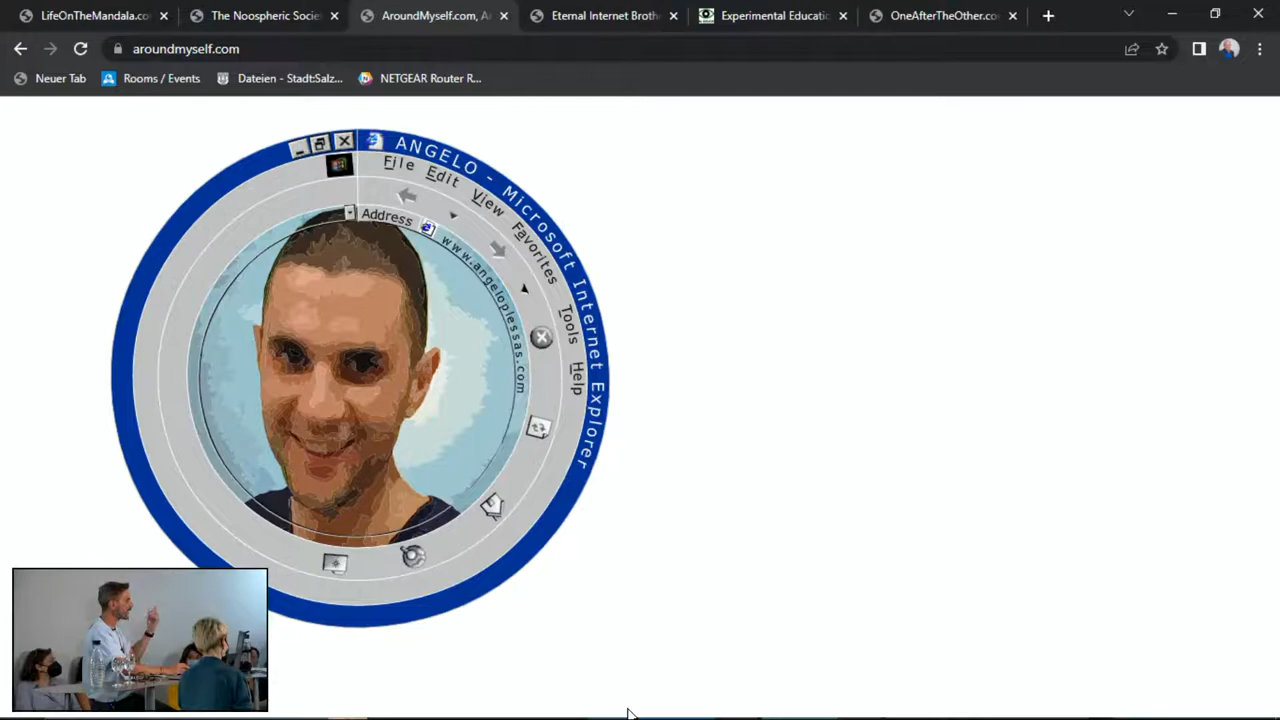 LifeOnTheMandala.co
The Noospheric Socie
AroundMyself.com, A
Eternal Internet Broth
Experimental Educatio
OneAfterTheOther.co
aroundmyself.com
Neuer Tab
Rooms / Events
Dateien - Stadt:Salz...
NETGEAR Router R...
ANGELO - Microsoft Internet Explorer
File Edit View Favorites Tools Help
Address www.angeloplessas.com